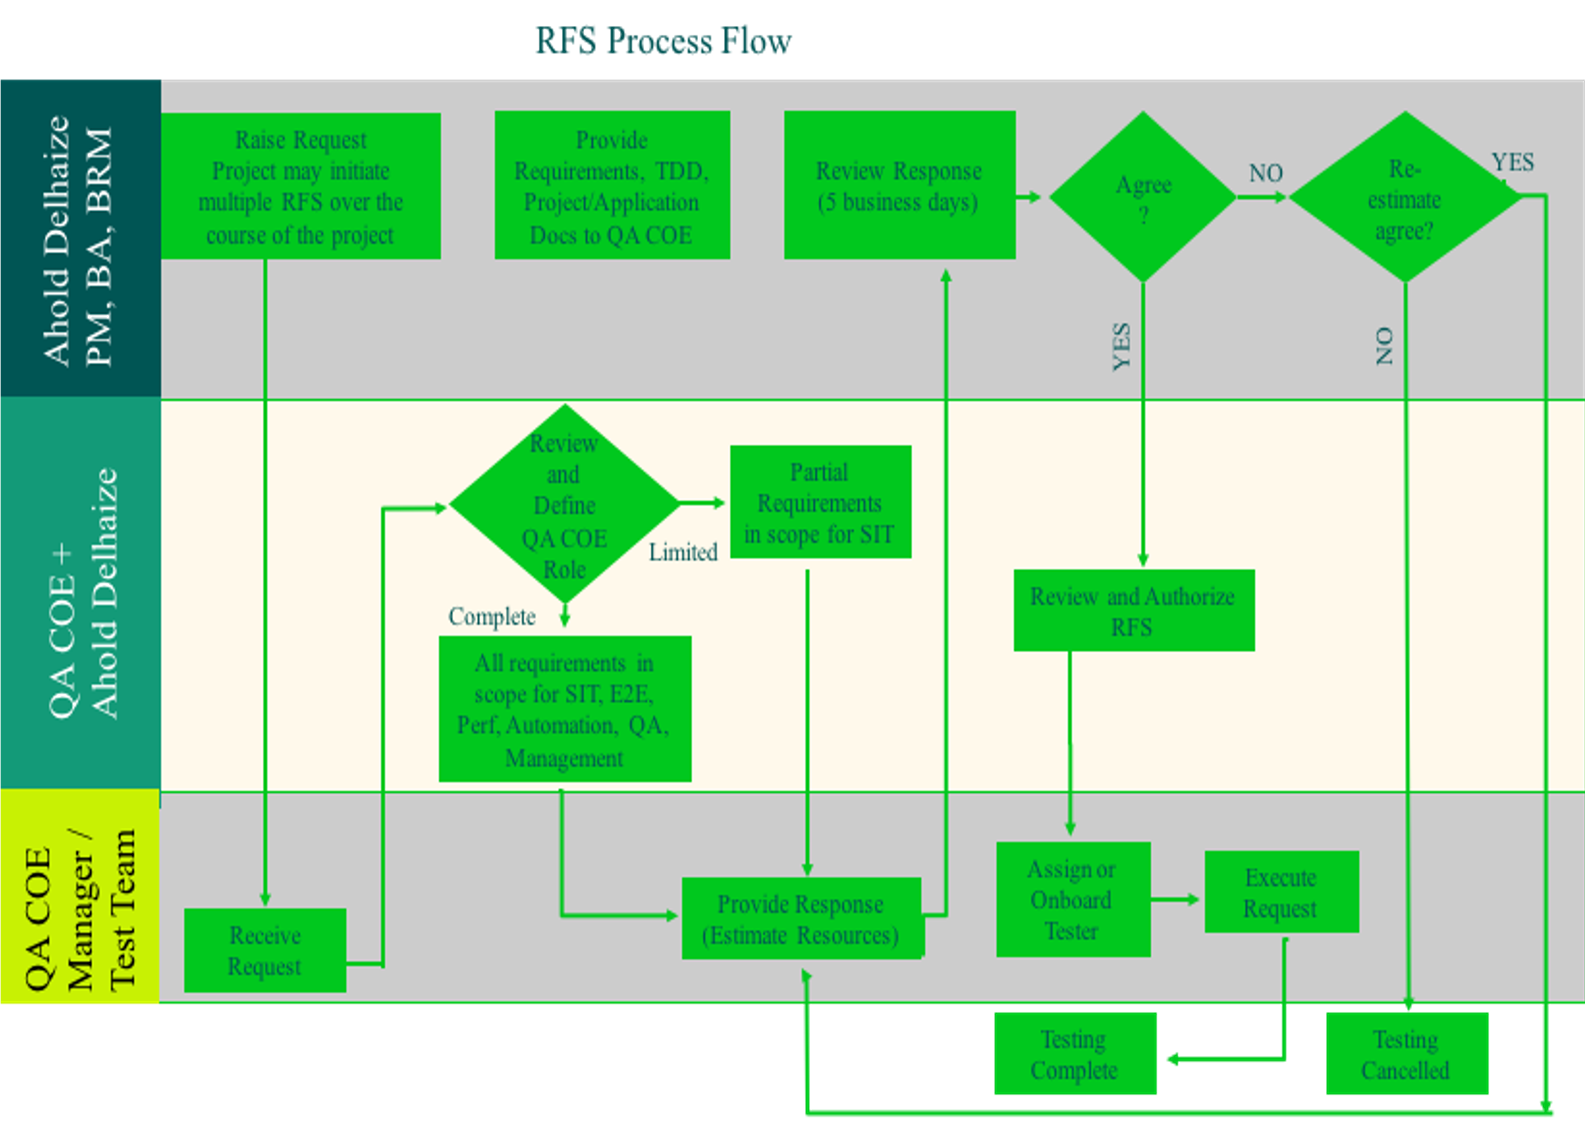 RFS Process Flow
Ahold Delhaize
PM, BA, BRM
Raise Request
Project may initiate
multiple RFS over the
course of the project
Provide
Requirements, TDD,
Project/Application
Docs to QA COE
Review Response
(5 business days)
Agree
?
NO
Re-
estimate
agree?
YES
YES
NO
QA COE +
Ahold Delhaize
Review
and
Define
QA COE
Role
Limited
Partial
Requirements
in scope for SIT
Complete
All requirements in
scope for SIT, E2E,
Perf, Automation, QA,
Management
Review and Authorize
RFS
QA COE
Manager /
Test Team
Receive
Request
Provide Response
(Estimate Resources)
Assign or
Onboard
Tester
Execute
Request
Testing
Complete
Testing
Cancelled